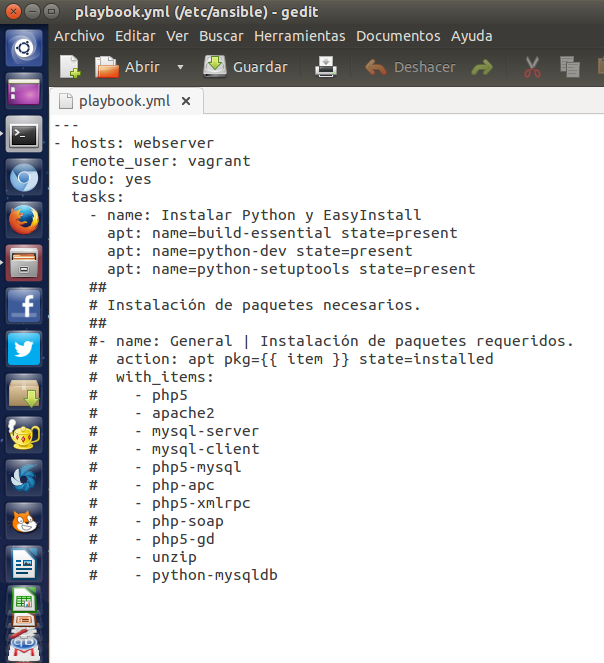 playbook.yml (/etc/ansible) - gedit
Archivo Editar Ver Buscar Herramientas Documentos Ayuda
Abrir Guardar Deshacer
playbook.yml
---
- hosts: webserver
  remote_user: vagrant
  sudo: yes
  tasks:
    - name: Instalar Python y EasyInstall
      apt: name=build-essential state=present
      apt: name=python-dev state=present
      apt: name=python-setuptools state=present
    ##
    # Instalación de paquetes necesarios.
    ##
    #- name: General | Instalación de paquetes requeridos.
    #  action: apt pkg={{ item }} state=installed
    #  with_items:
    #    - php5
    #    - apache2
    #    - mysql-server
    #    - mysql-client
    #    - php5-mysql
    #    - php-apc
    #    - php5-xmlrpc
    #    - php-soap
    #    - php5-gd
    #    - unzip
    #    - python-mysqldb